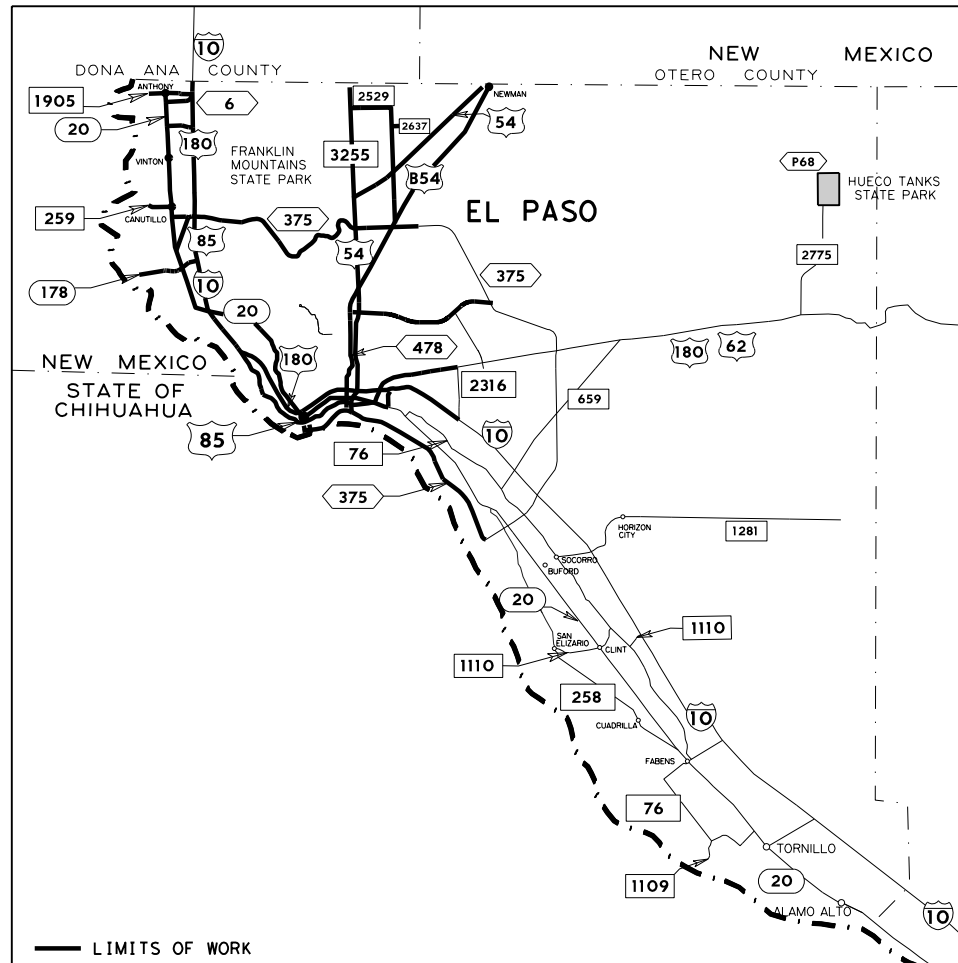 10
NEW MEXICO
DONA ANA COUNTY
OTERO COUNTY
ANTHONY
1905
6
2529
NEWMAN
20
2637
54
180
3255
FRANKLIN
MOUNTAINS
STATE PARK
VINTON
B54
P68
HUECO TANKS
STATE PARK
259
CANUTILLO
375
EL PASO
85
54
2775
375
10
178
20
NEW MEXICO
180
478
180
62
STATE OF
CHIHUAHUA
2316
659
85
10
76
375
HORIZON
CITY
1281
SOCORRO
BUFORD
20
SAN
ELIZARIO
CLINT
1110
1110
258
CUADRILLA
10
FABENS
76
TORNILLO
1109
20
ALAMO ALTO
10
LIMITS OF WORK